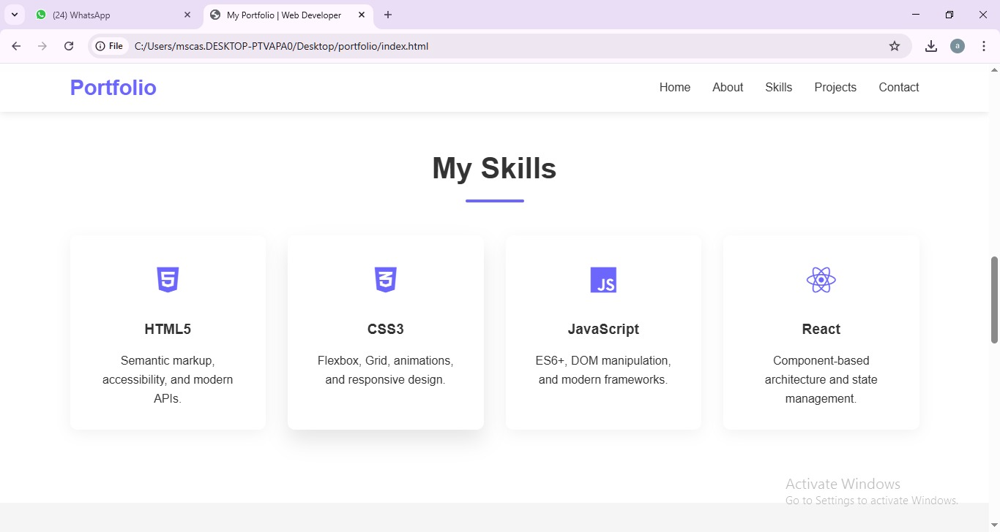 (24) WhatsApp
My Portfolio | Web Developer
File
C:/Users/mscas.DESKTOP-PTVAPA0/Desktop/portfolio/index.html
a
Portfolio
Home
About
Skills
Projects
Contact
My Skills
5
3
JS
HTML5
CSS3
JavaScript
React
Semantic markup,
accessibility, and modern
APIs.
Flexbox, Grid, animations,
and responsive design.
ES6+, DOM manipulation,
and modern frameworks.
Component-based
architecture and state
management.
Activate Windows
Go to Settings to activate Windows.